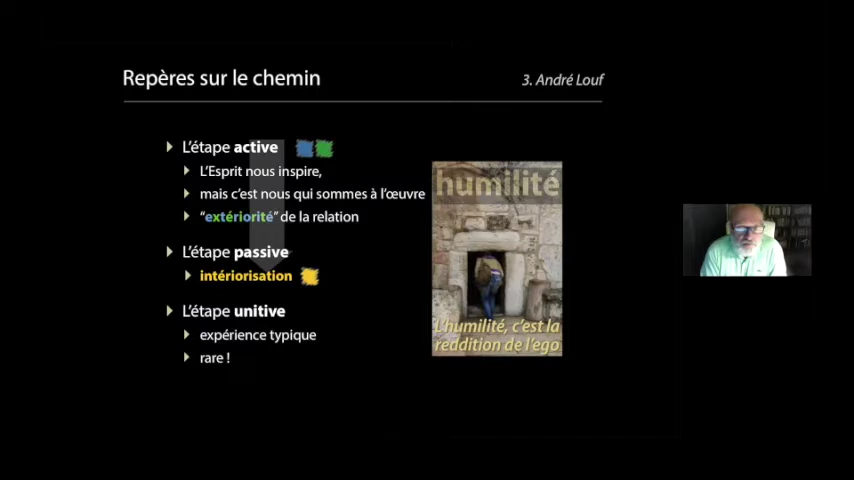 Repères sur le chemin
3. André Louf
L'étape active
L'Esprit nous inspire,
mais c'est nous qui sommes à l'œuvre
“extériorité” de la relation
L'étape passive
intériorisation
L'étape unitive
expérience typique
rare !
humilité
L'humilité, c'est la
reddition de l'ego